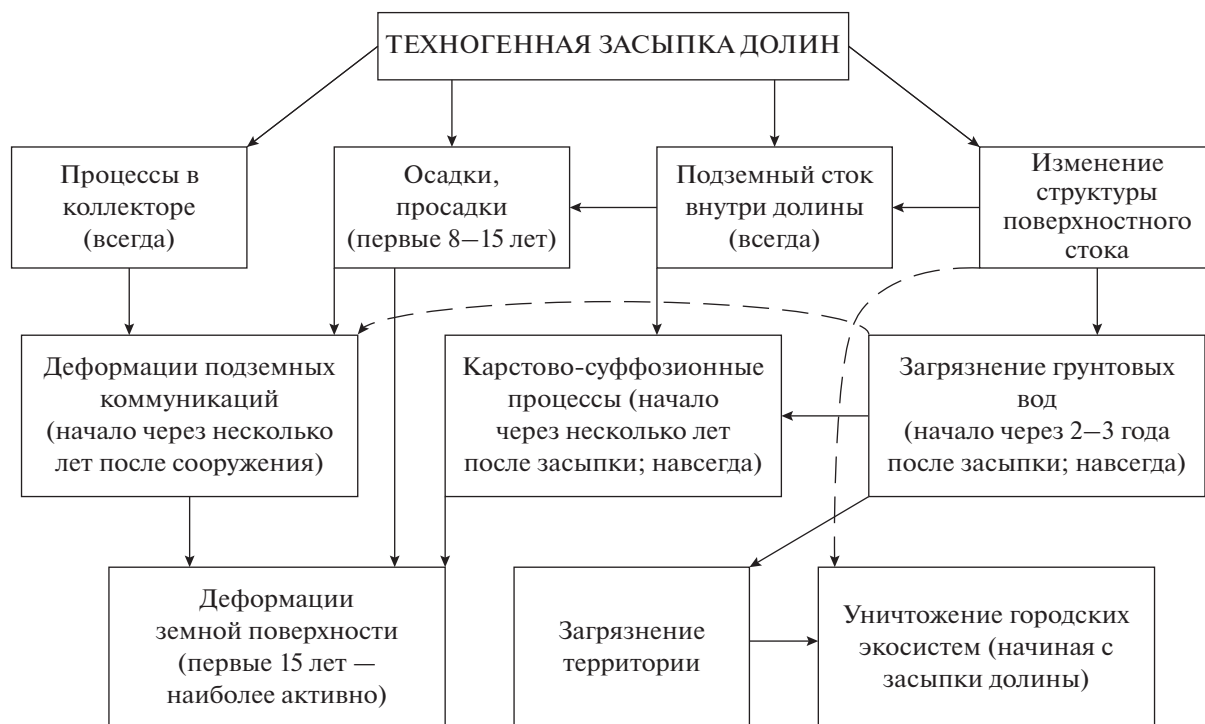 ТЕХНОГЕННАЯ ЗАСЫПКА ДОЛИН
Процессы в
коллекторе
(всегда)
Осадки,
просадки
(первые 8–15 лет)
Подземный сток
внутри долины
(всегда)
Изменение
структуры
поверхностного
стока
Деформации подземных
коммуникаций
(начало через несколько
лет после сооружения)
Карстово-суффозионные
процессы (начало
через несколько лет
после засыпки; навсегда)
Загрязнение грунтовых
вод
(начало через 2–3 года
после засыпки; навсегда)
Деформации
земной поверхности
(первые 15 лет —
наиболее активно)
Загрязнение
территории
Уничтожение городских
экосистем (начиная с
засыпки долины)